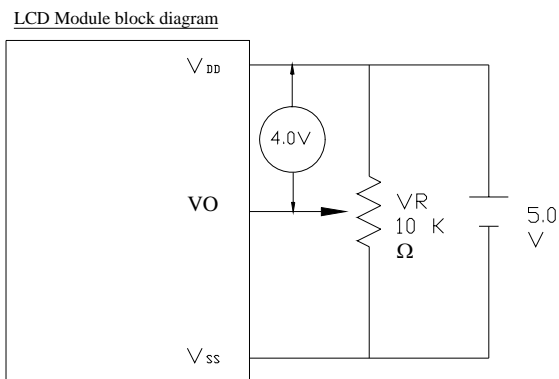 LCD Module block diagram
VDD
4.0V
VO
VR
10 K
Ω
5.0
V
VSS